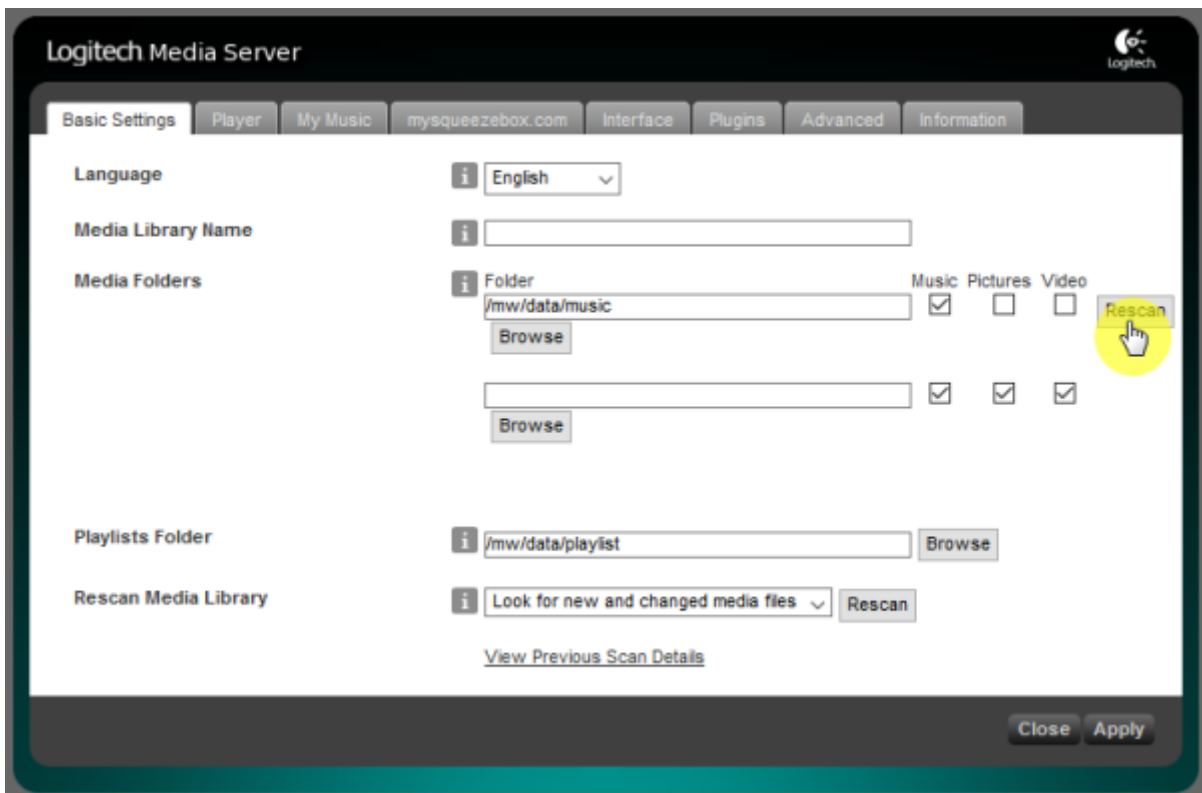 Logitech Media Server
Logitech
Basic Settings Player My Music mysqueezebox.com Interface Plugins Advanced Information
Language i English
Media Library Name i
Media Folders i Folder Music Pictures Video
/mw/data/music Rescan
Browse
Browse
Playlists Folder i /mw/data/playlist Browse
Rescan Media Library i Look for new and changed media files Rescan
View Previous Scan Details
Close Apply